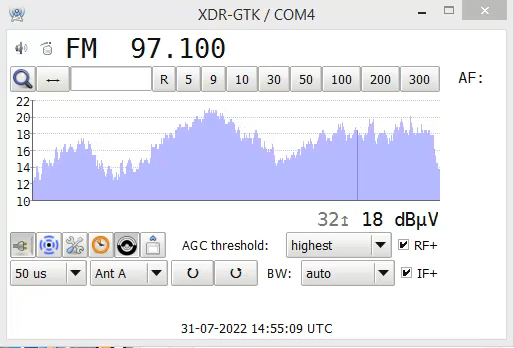 XDR-GTK / COM4
FM 97.100
↔ R 5 9 10 30 50 100 200 300 AF:
22
20
18
16
14
12
10
32↥ 18 dBµV
AGC threshold: highest RF+
50 us Ant A ↻ ↻ BW: auto IF+
31-07-2022 14:55:09 UTC